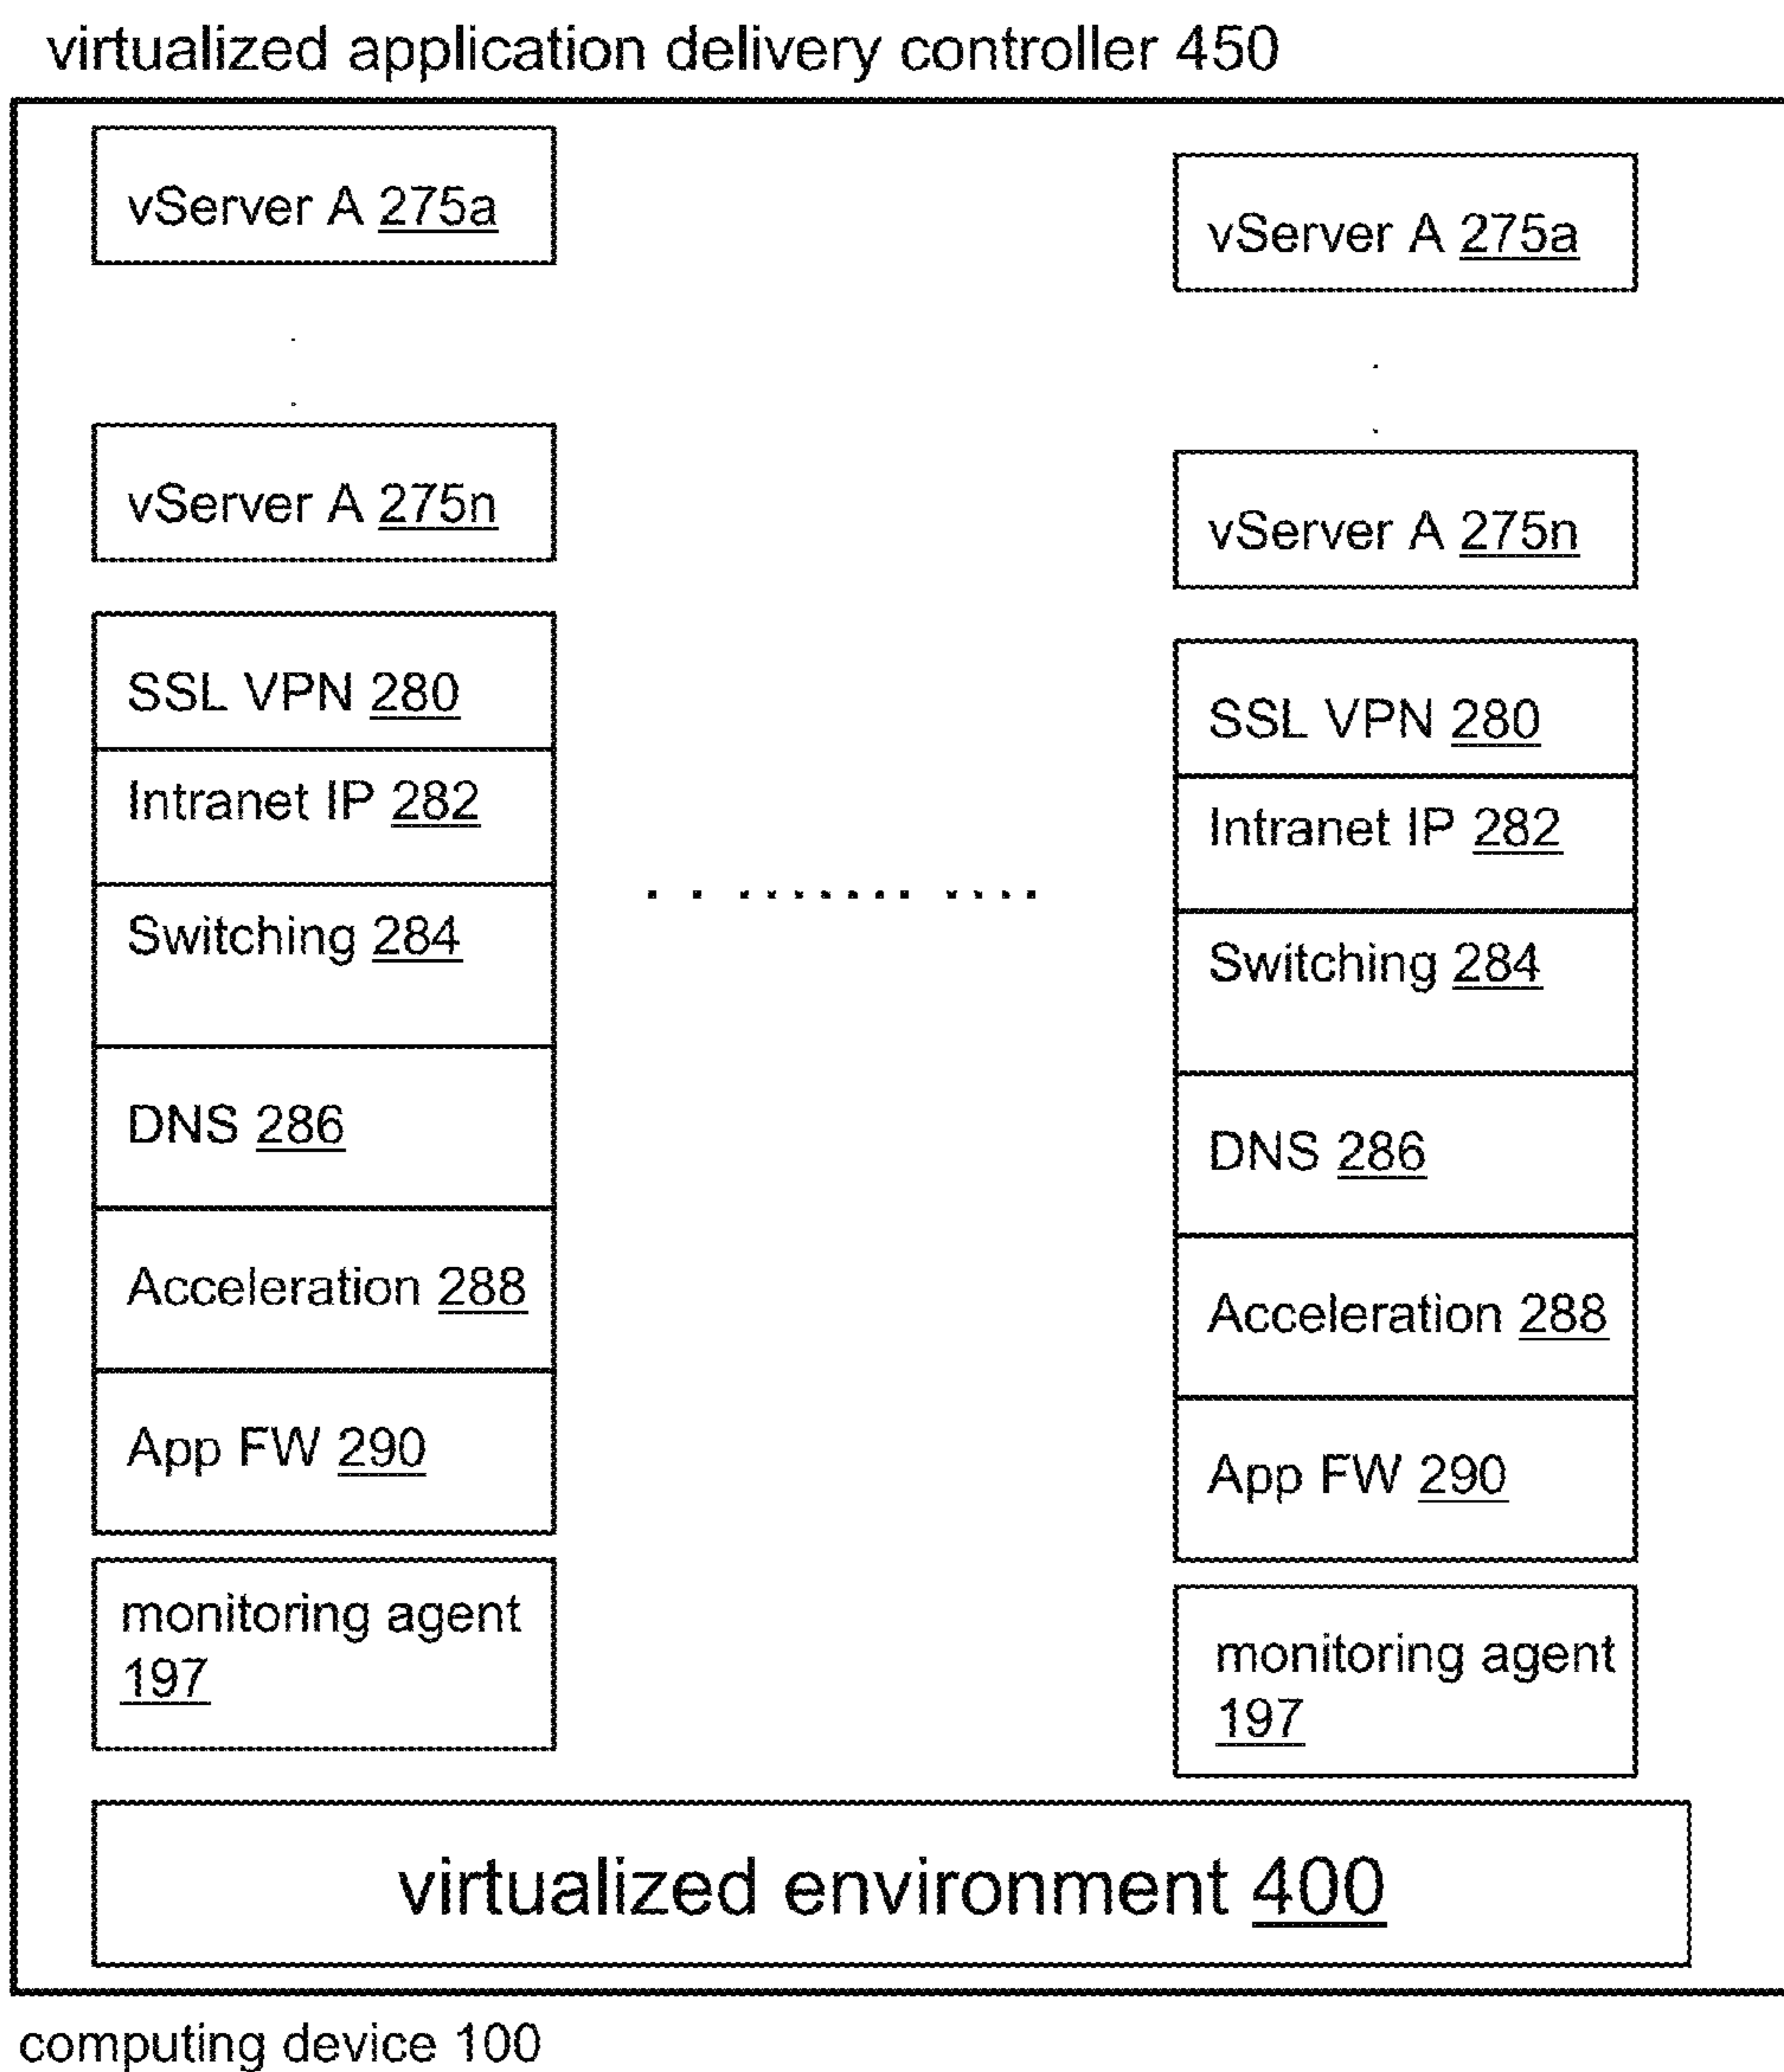 virtualized application delivery controller 450
vServer A 275a
vServer A 275n
SSL VPN 280
Intranet IP 282
Switching 284
DNS 286
Acceleration 288
App FW 290
monitoring agent
197
vServer A 275a
vServer A 275n
SSL VPN 280
Intranet IP 282
Switching 284
DNS 286
Acceleration 288
App FW 290
monitoring agent
197
virtualized environment 400
computing device 100